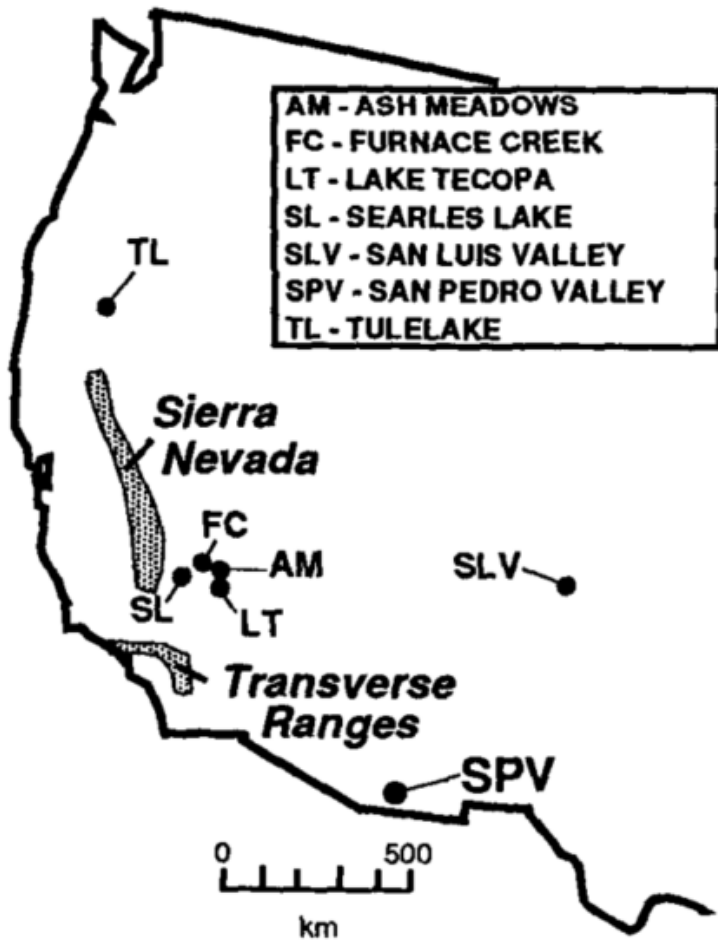 AM - ASH MEADOWS
FC - FURNACE CREEK
LT - LAKE TECOPA
SL - SEARLES LAKE
SLV - SAN LUIS VALLEY
SPV - SAN PEDRO VALLEY
TL - TULELAKE
TL
Sierra
Nevada
FC
AM
SLV
SL
LT
Transverse
Ranges
SPV
0 500
km